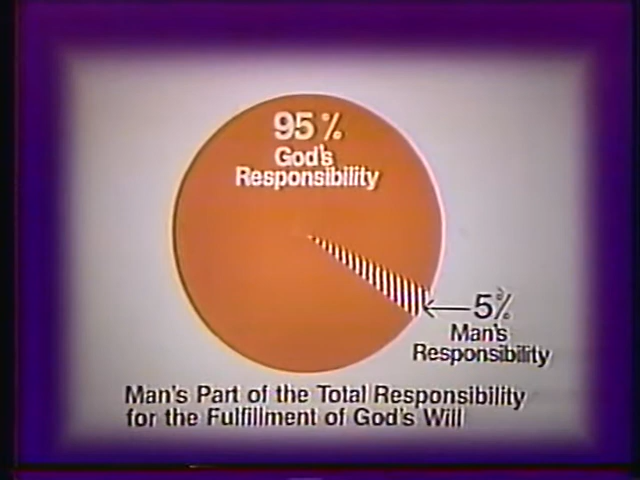 95%
God's
Responsibility
5%
Man's
Responsibility
Man's Part of the Total Responsibility
for the Fulfillment of God's Will